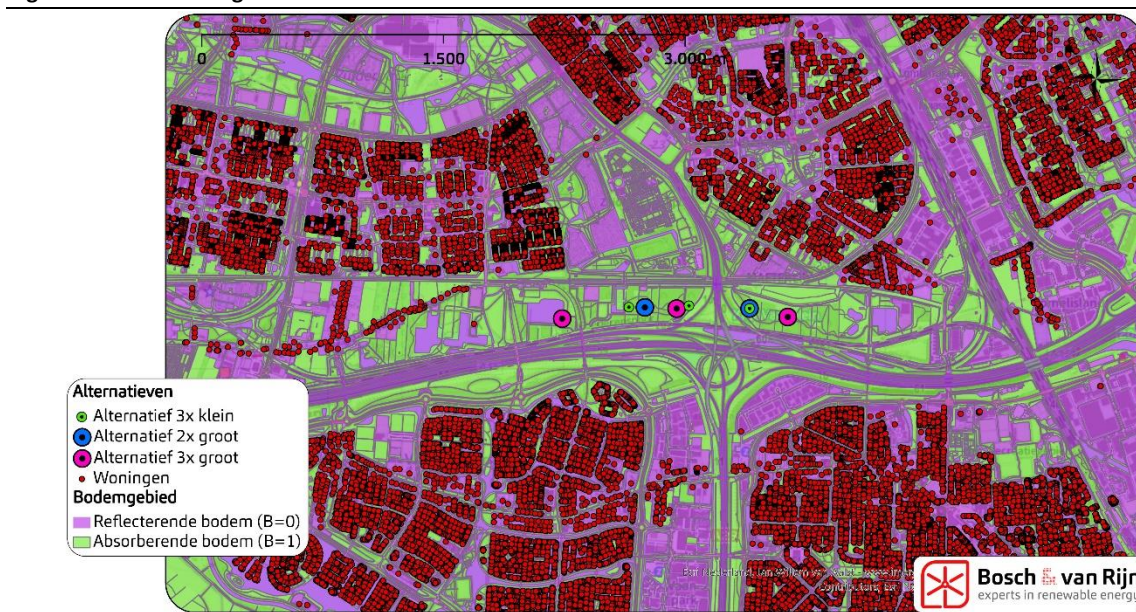 0 1.500 3.000 m
Alternatieven
Alternatief 3x klein
Alternatief 2x groot
Alternatief 3x groot
Woningen
Bodemgebied
Reflecterende bodem (B=0)
Absorberende bodem (B=1)
Bosch & van Rijn
experts in renewable energy